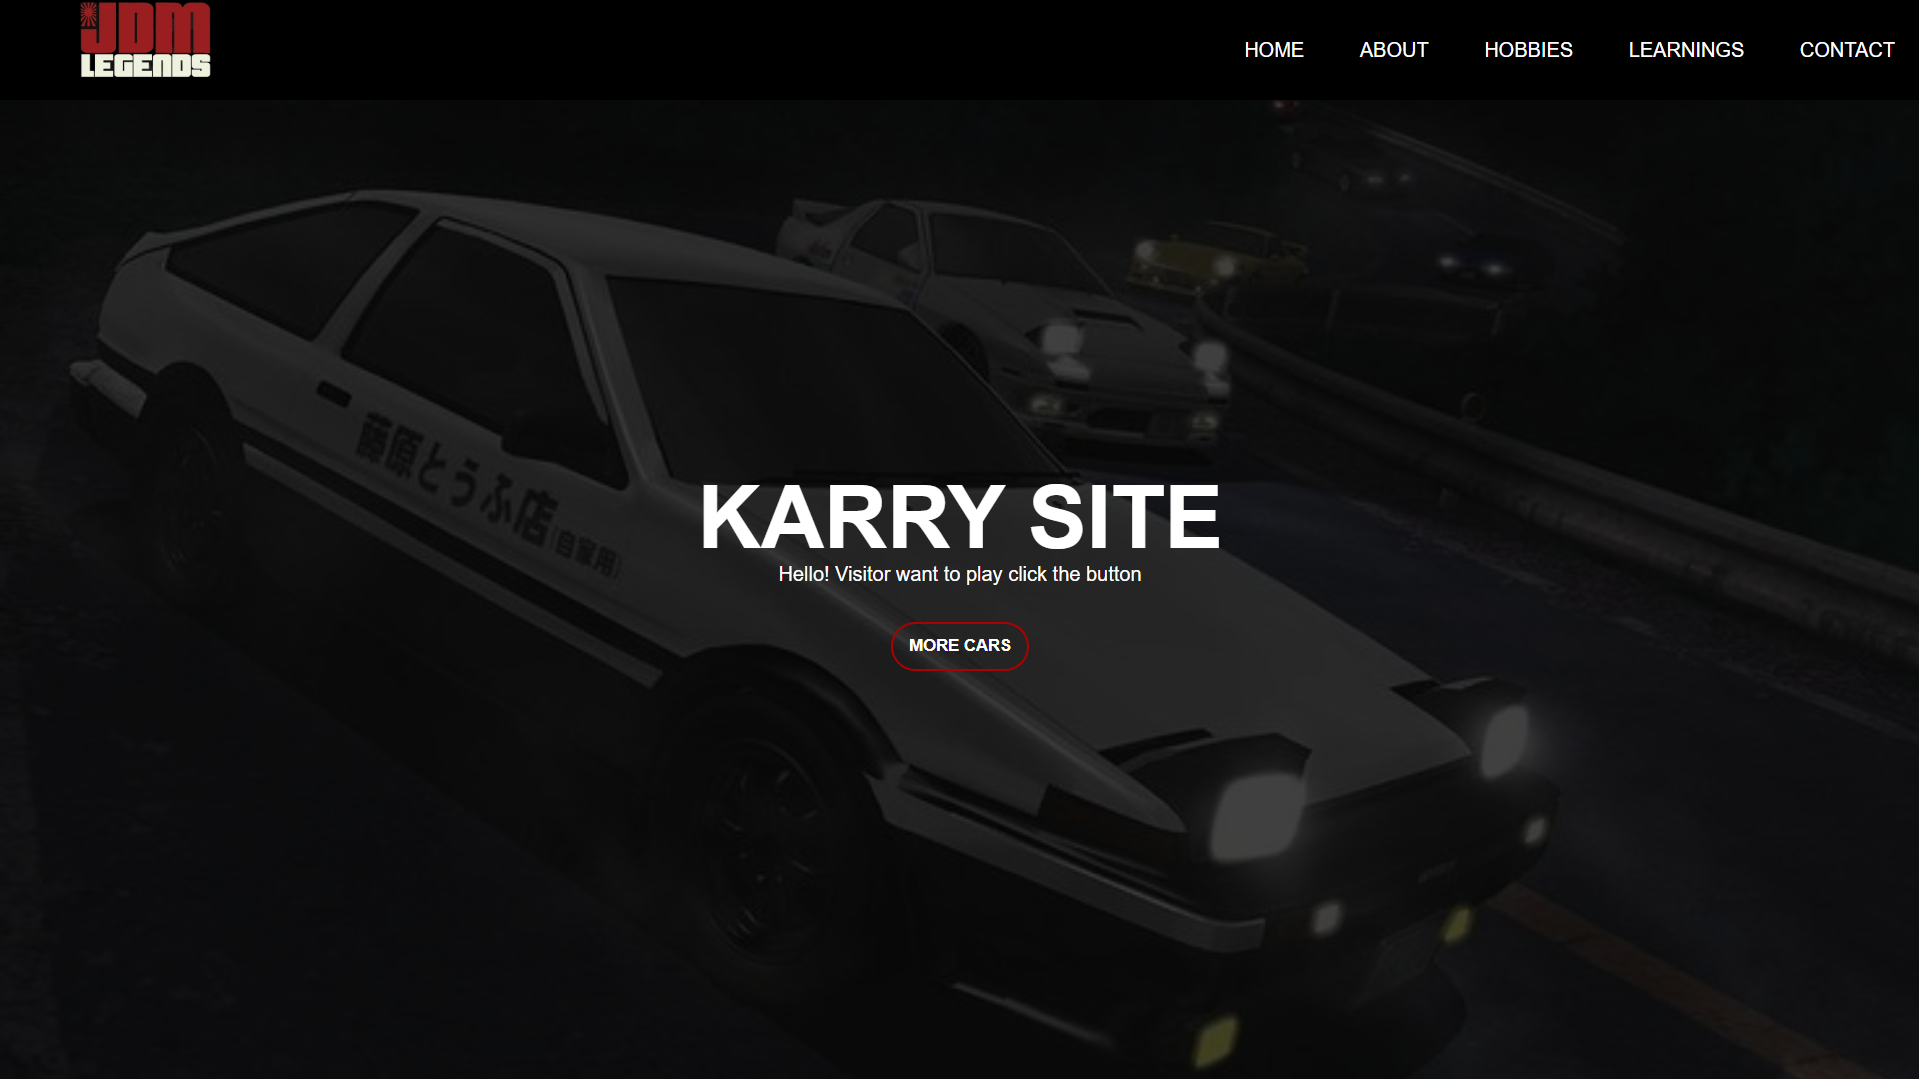 JDM
LEGENDS
HOME
ABOUT
HOBBIES
LEARNINGS
CONTACT
藤原とうふ店(自家用)
KARRY SITE
Hello! Visitor want to play click the button
MORE CARS